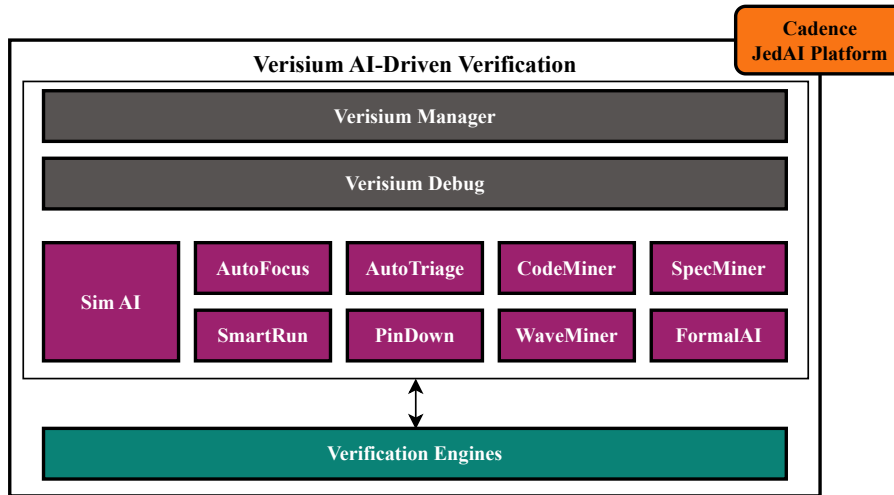 Cadence
JedAI Platform
Verisium AI-Driven Verification
Verisium Manager
Verisium Debug
Sim AI
AutoFocus
AutoTriage
CodeMiner
SpecMiner
SmartRun
PinDown
WaveMiner
FormalAI
Verification Engines